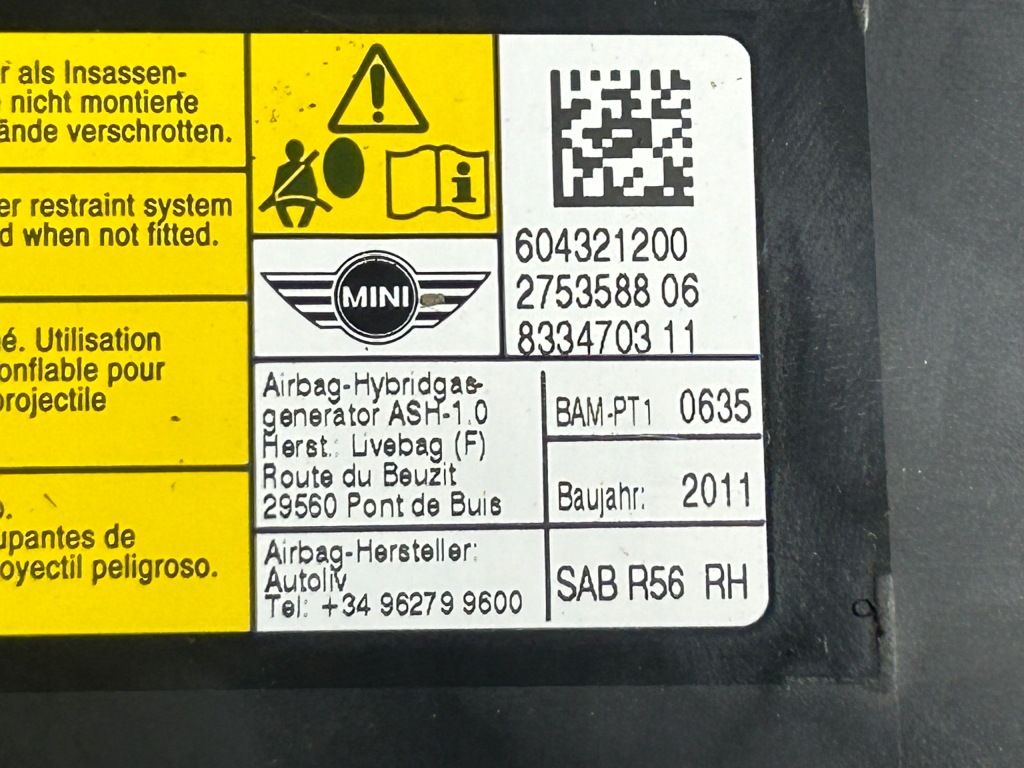 r als Insassen-
e nicht montierte
ände verschrotten.
er restraint system
d when not fitted.
é. Utilisation
onflable pour
projectile
o.
upantes de
oyectil peligroso.
MINI
604321200
2753588 06
8334703 11
Airbag-Hybridgas-
generator ASH-1.0
Herst.: Livebag (F)
Route du Beuzit
29560 Pont de Buis
BAM-PT1 0635
Baujahr: 2011
Airbag-Hersteller:
Autoliv
Tel: +34 96279 9600
SAB R56 RH